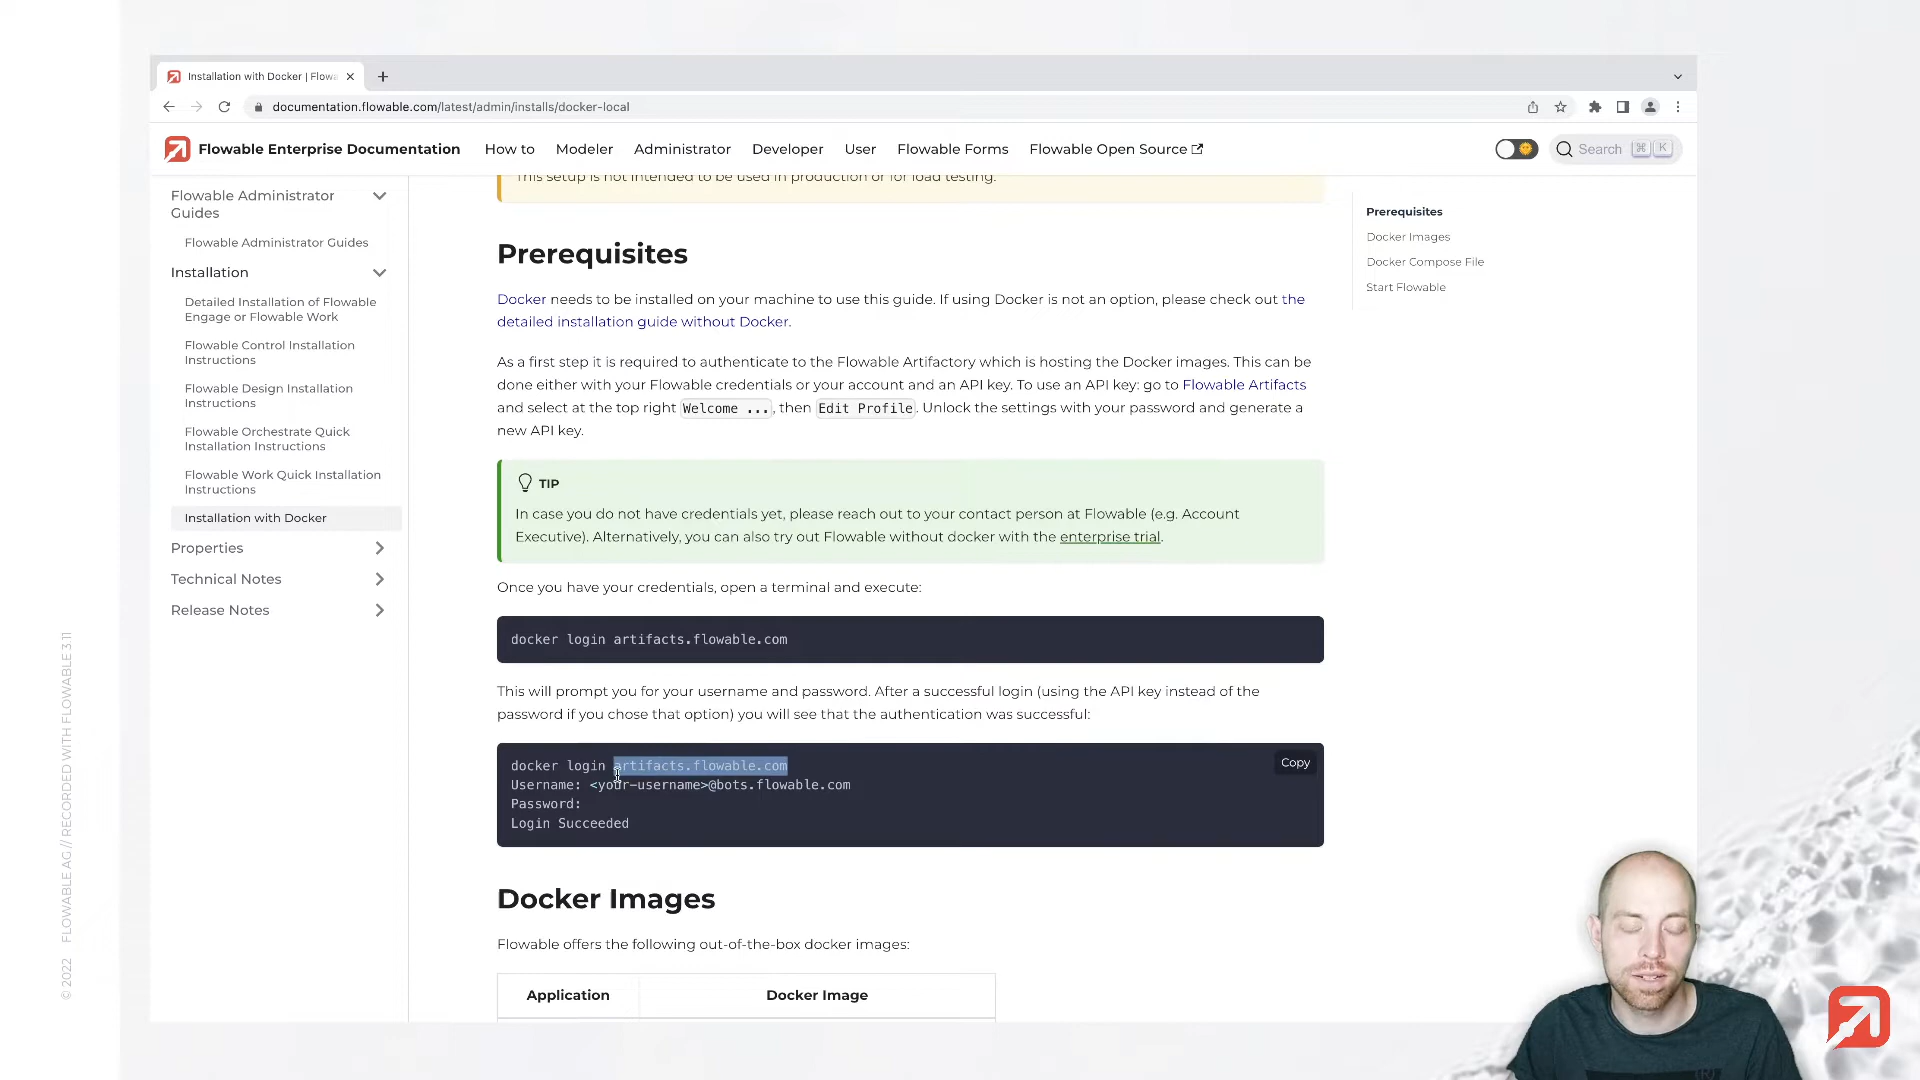 Installation with Docker | Flowa
documentation.flowable.com/latest/admin/installs/docker-local
Flowable Enterprise Documentation
How to
Modeler
Administrator
Developer
User
Flowable Forms
Flowable Open Source
Search ⌘ K
Flowable Administrator
Guides
Flowable Administrator Guides
Installation
Detailed Installation of Flowable
Engage or Flowable Work
Flowable Control Installation
Instructions
Flowable Design Installation
Instructions
Flowable Orchestrate Quick
Installation Instructions
Flowable Work Quick Installation
Instructions
Installation with Docker
Properties
Technical Notes
Release Notes
This setup is not intended to be used in production or for load testing.
Prerequisites
Docker needs to be installed on your machine to use this guide. If using Docker is not an option, please check out the
detailed installation guide without Docker.
As a first step it is required to authenticate to the Flowable Artifactory which is hosting the Docker images. This can be
done either with your Flowable credentials or your account and an API key. To use an API key: go to Flowable Artifacts
and select at the top right Welcome ..., then Edit Profile. Unlock the settings with your password and generate a
new API key.
TIP
In case you do not have credentials yet, please reach out to your contact person at Flowable (e.g. Account
Executive). Alternatively, you can also try out Flowable without docker with the enterprise trial.
Once you have your credentials, open a terminal and execute:
docker login artifacts.flowable.com
This will prompt you for your username and password. After a successful login (using the API key instead of the
password if you chose that option) you will see that the authentication was successful:
docker login artifacts.flowable.com
Username: <your-username>@bots.flowable.com
Password:
Login Succeeded
Copy
Docker Images
Flowable offers the following out-of-the-box docker images:
Application
Docker Image
Prerequisites
Docker Images
Docker Compose File
Start Flowable
© 2022 FLOWABLE AG // RECORDED WITH FLOWABLE 3.11